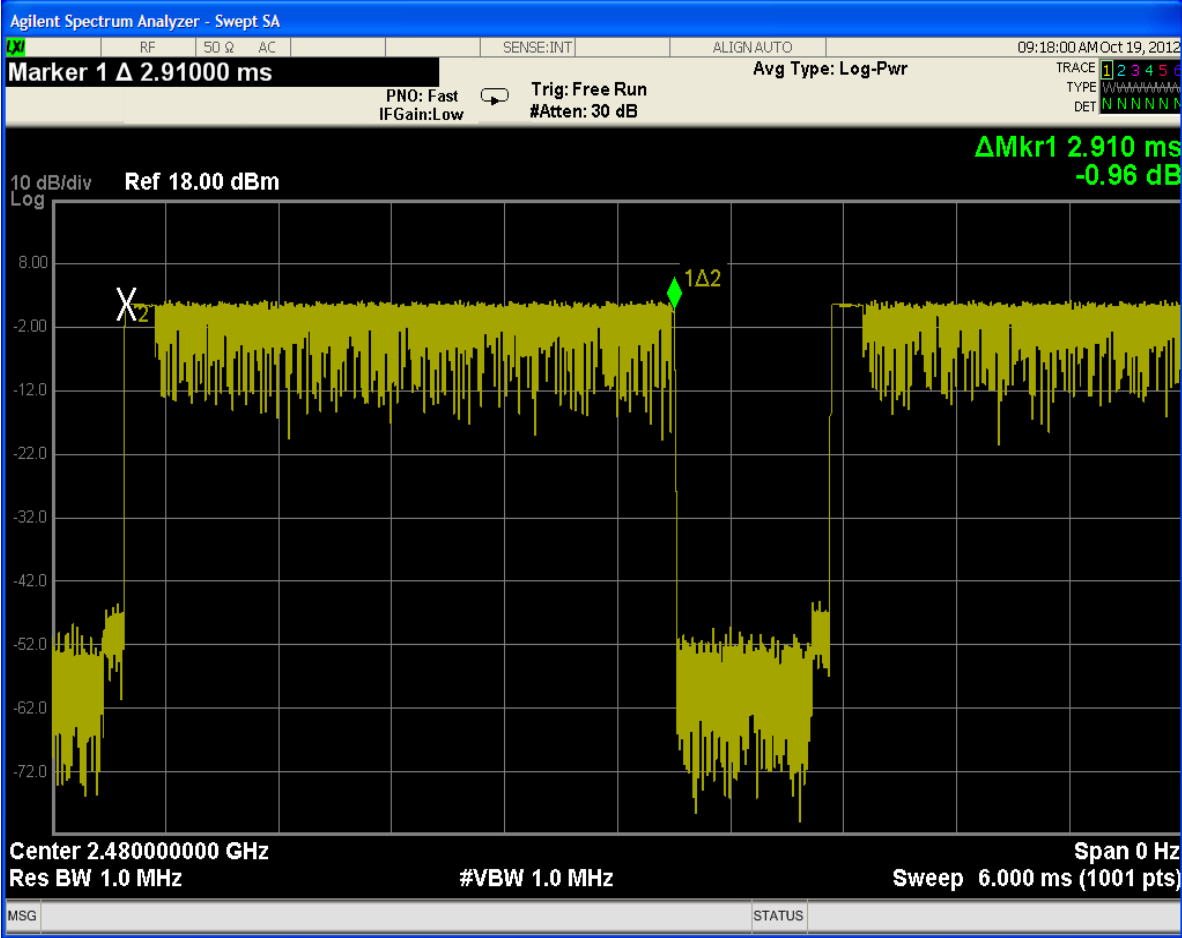 Agilent Spectrum Analyzer - Swept SA
LXI RF 50 Ω AC SENSE:INT ALIGN AUTO 09:18:00 AM Oct 19, 2012
Marker 1 Δ 2.91000 ms
PNO: Fast
IFGain:Low
Trig: Free Run
#Atten: 30 dB
Avg Type: Log-Pwr
TRACE 1 2 3 4 5 6
TYPE
DET N N N N N N
ΔMkr1 2.910 ms
-0.96 dB
10 dB/div Ref 18.00 dBm
Log
8.00
1Δ2
X2
-2.00
-12.0
-22.0
-32.0
-42.0
-52.0
-62.0
-72.0
Center 2.480000000 GHz Span 0 Hz
Res BW 1.0 MHz #VBW 1.0 MHz Sweep 6.000 ms (1001 pts)
MSG STATUS